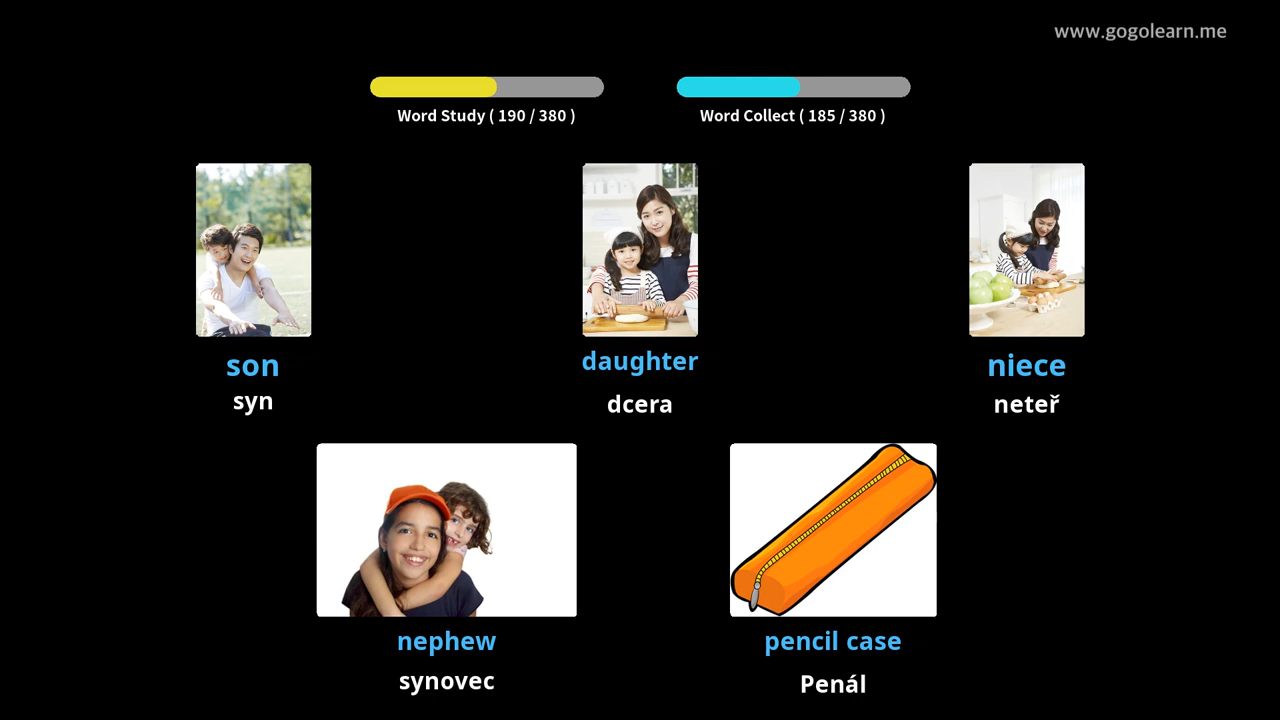 www.gogolearn.me
Word Study ( 190 / 380 )
Word Collect ( 185 / 380 )
son
syn
daughter
dcera
niece
neteř
nephew
synovec
pencil case
Penál